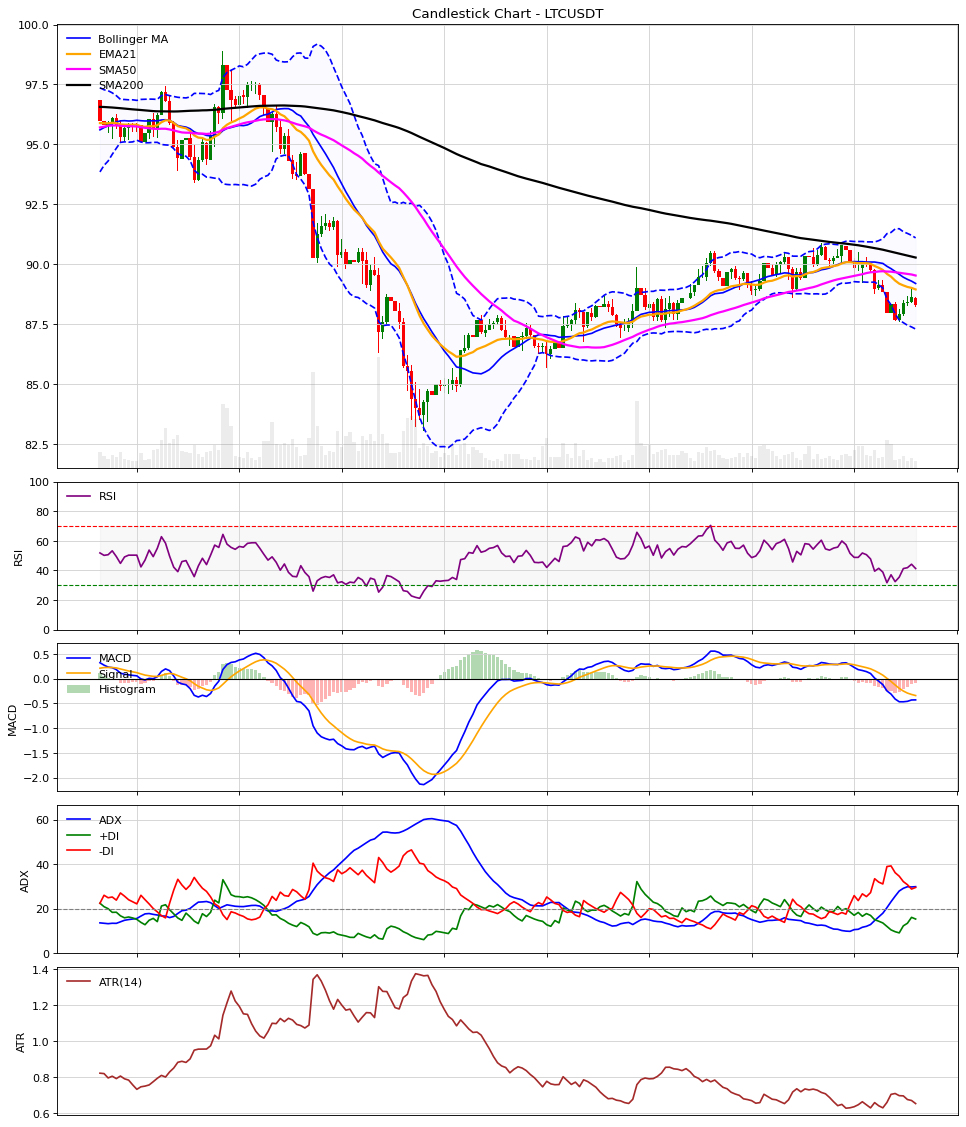 Candlestick Chart - LTCUSDT
100.0
97.5
95.0
92.5
90.0
87.5
85.0
82.5
Bollinger MA
EMA21
SMA50
SMA200
100
80
60
40
20
0
RSI
RSI
0.5
0.0
−0.5
−1.0
−1.5
−2.0
MACD
MACD
Signal
Histogram
60
40
20
0
ADX
ADX
+DI
-DI
1.4
1.2
1.0
0.8
0.6
ATR
ATR(14)